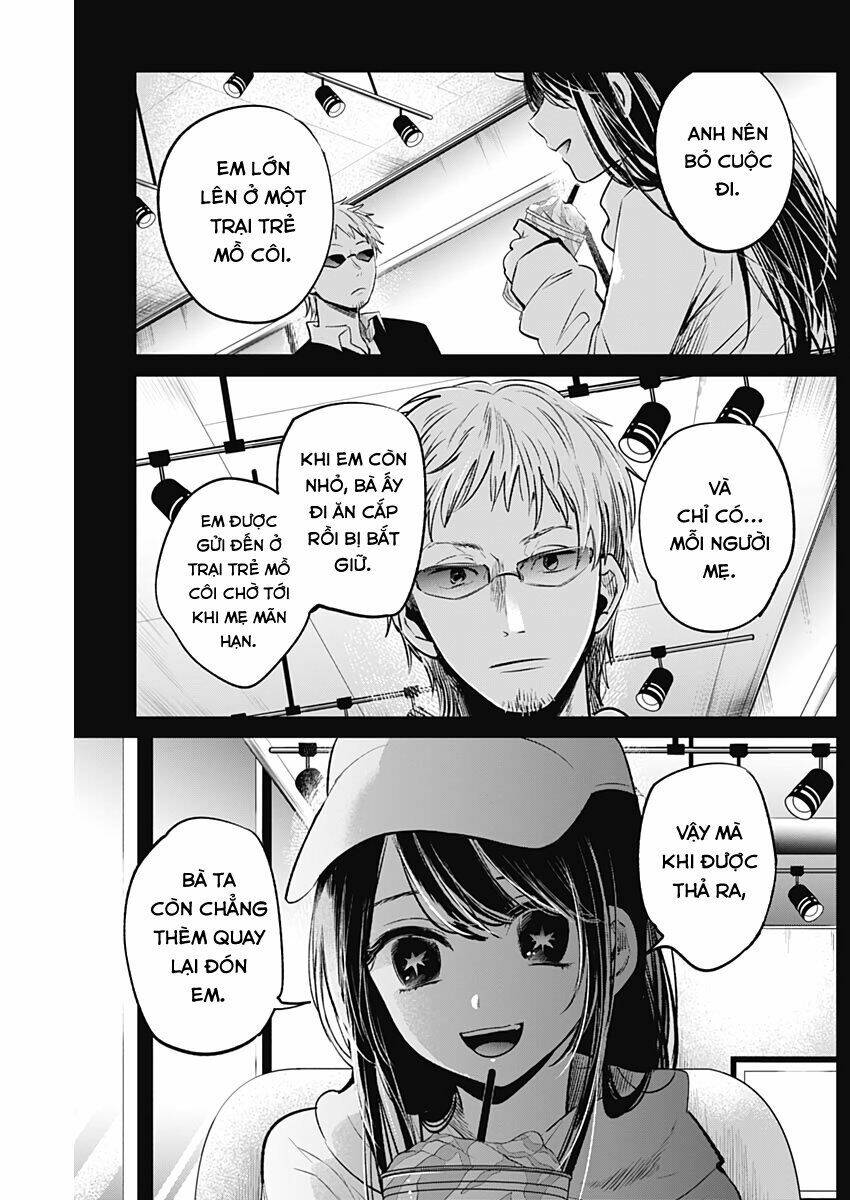 ANH NÊN
BỎ CUỘC
ĐI.
EM LỚN
LÊN Ở MỘT
TRẠI TRẺ
MỒ CÔI.
VÀ
CHỈ CÓ...
MỖI NGƯỜI
MẸ.
KHI EM CÒN
NHỎ, BÀ ẤY
ĐI ĂN CẮP
RỒI BỊ BẮT
GIỮ.
EM ĐƯỢC
GỬI ĐẾN Ở
TRẠI TRẺ MỒ
CÔI CHỜ TỚI
KHI MẸ MÃN
HẠN.
VẬY MÀ
KHI ĐƯỢC
THẢ RA,
BÀ TA
CÒN CHẲNG
THÈM QUAY
LẠI ĐÓN
EM.